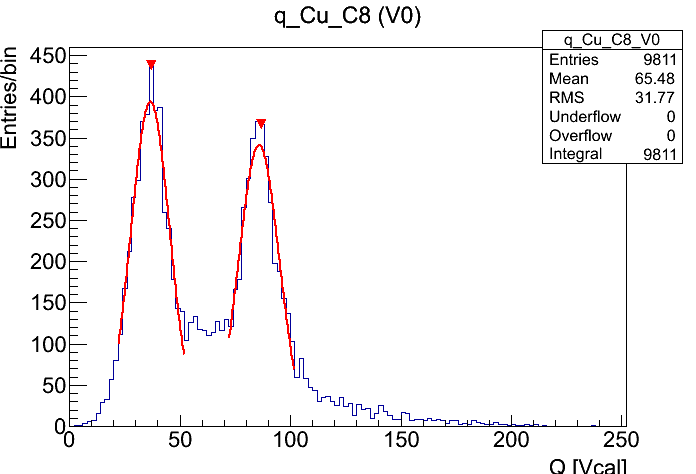 q_Cu_C8 (V0)
q_Cu_C8_V0
Entries 9811
Mean 65.48
RMS 31.77
Underflow 0
Overflow 0
Integral 9811
Entries/bin
450
400
350
300
250
200
150
100
50
0
0 50 100 150 200 250
Q [Vcal]